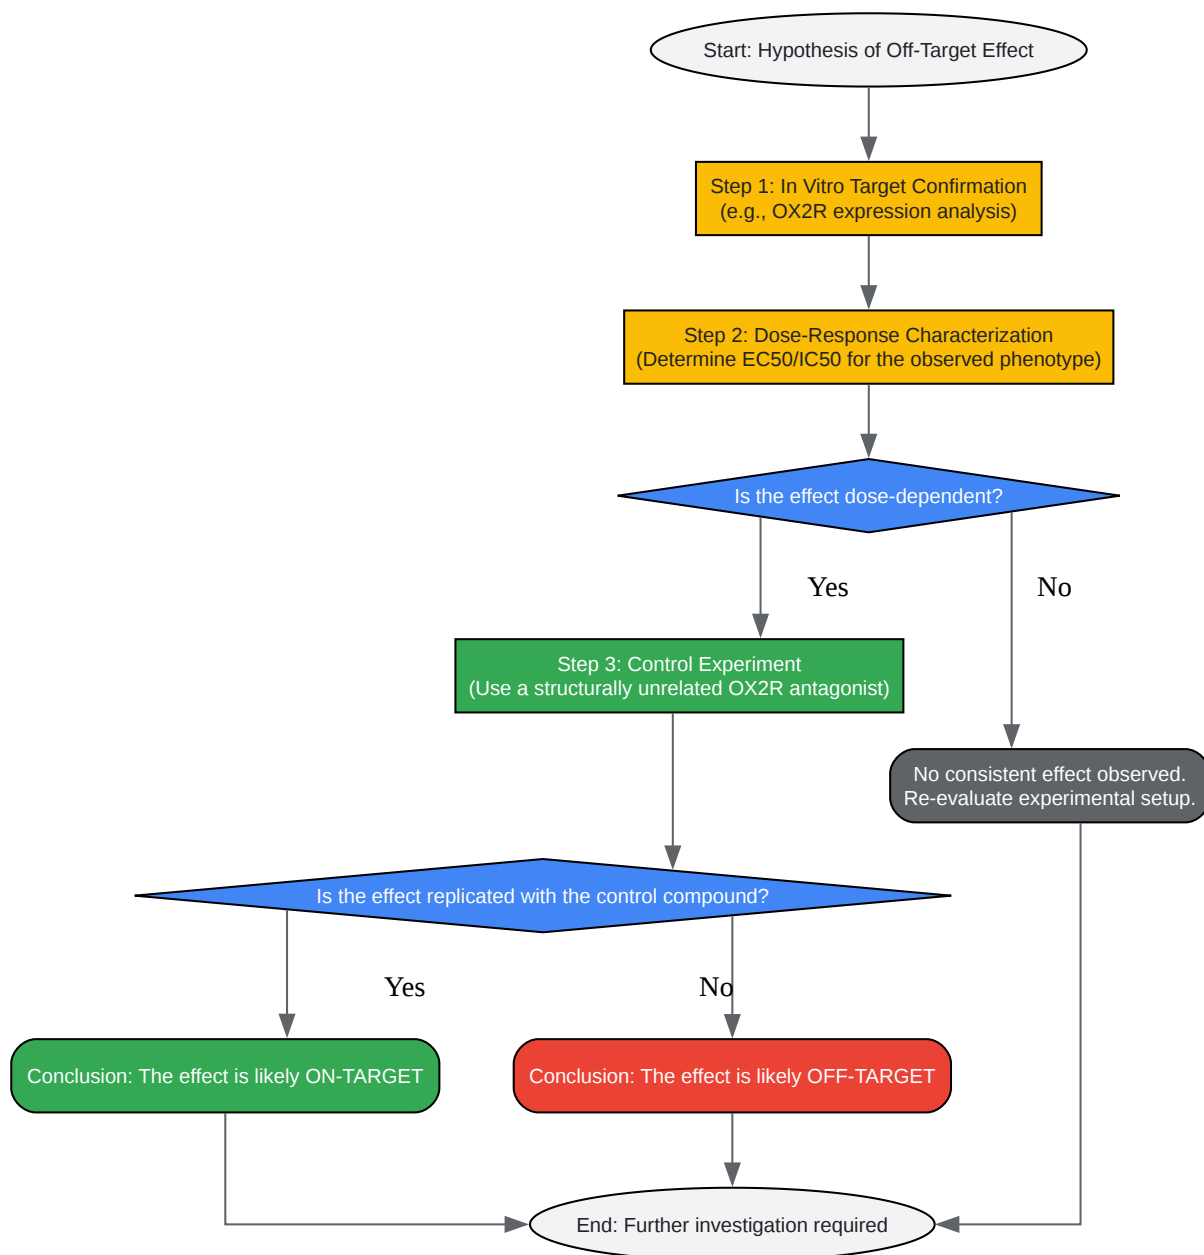 Start: Hypothesis of Off-Target Effect
Step 1: In Vitro Target Confirmation
(e.g., OX2R expression analysis)
Step 2: Dose-Response Characterization
(Determine EC50/IC50 for the observed phenotype)
Is the effect dose-dependent?
Yes
No
Step 3: Control Experiment
(Use a structurally unrelated OX2R antagonist)
No consistent effect observed.
Re-evaluate experimental setup.
Is the effect replicated with the control compound?
Yes
No
Conclusion: The effect is likely ON-TARGET
Conclusion: The effect is likely OFF-TARGET
End: Further investigation required